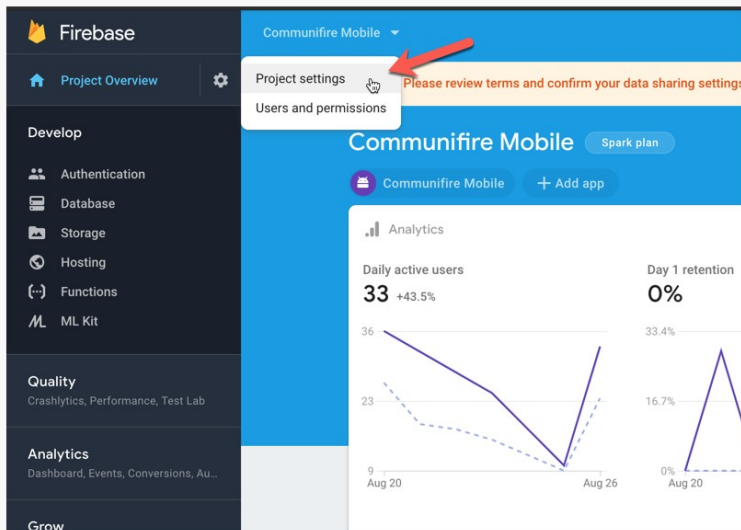 Firebase
Communifire Mobile
Project Overview
Project settings
Users and permissions
Please review terms and confirm your data sharing settings
Develop
Authentication
Database
Storage
Hosting
Functions
ML Kit
Quality
Crashlytics, Performance, Test Lab
Analytics
Dashboard, Events, Conversions, Au...
Grow
Communifire Mobile
Spark plan
Communifire Mobile
+ Add app
Analytics
Daily active users
33 +43.5%
36
23
9
Aug 20
Aug 26
Day 1 retention
0%
33.4%
16.7%
0%
Aug 20